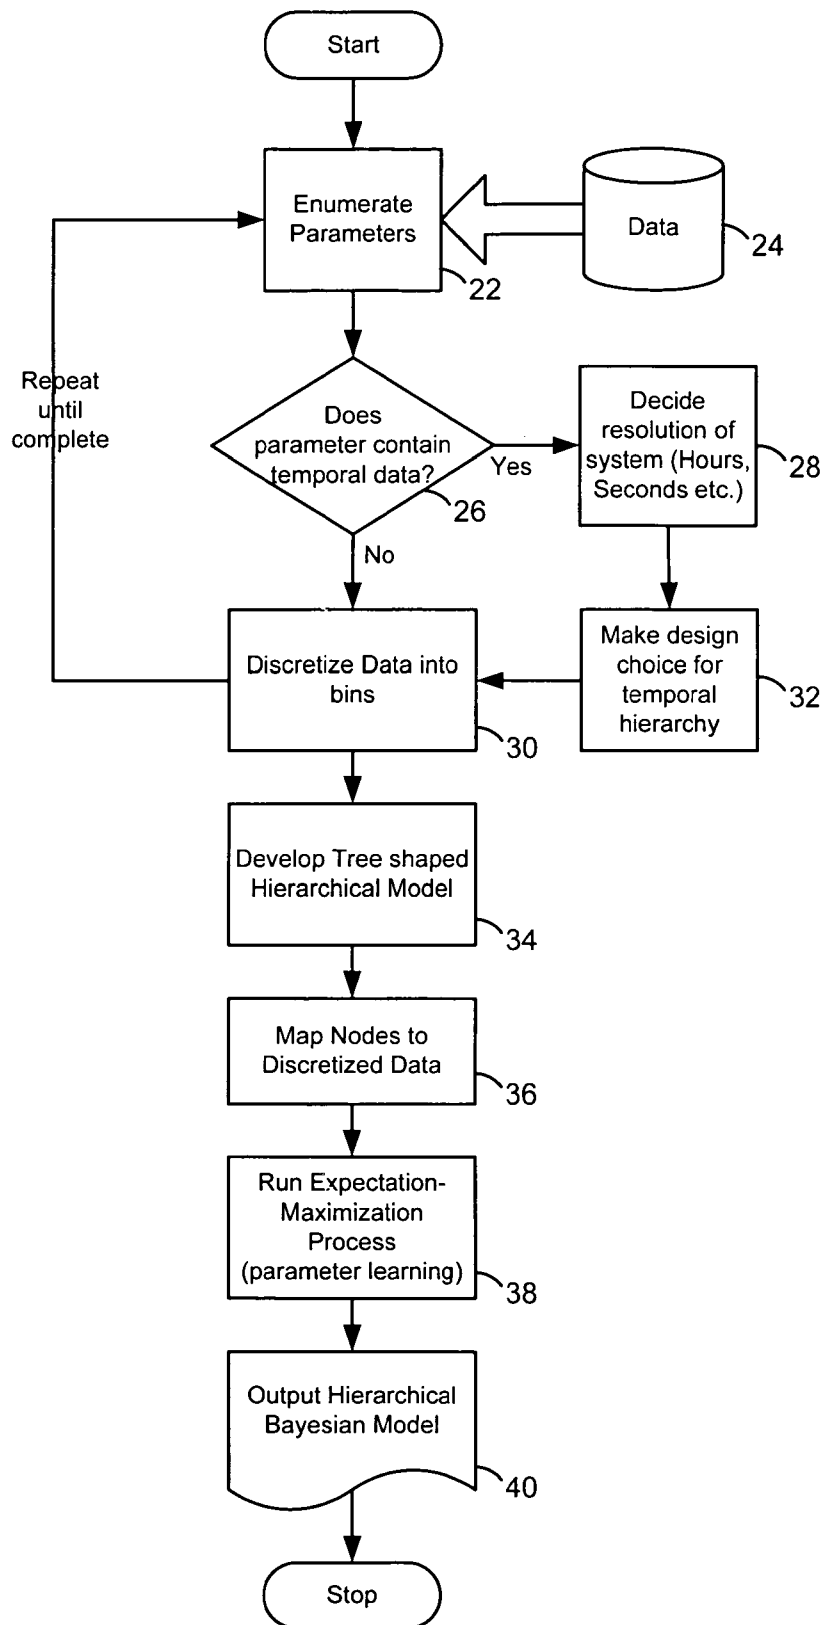 Start
Enumerate
Parameters
22
Data
24
Repeat
until
complete
Does
parameter contain
temporal data?
26
Yes
Decide
resolution of
system (Hours,
Seconds etc.)
28
No
Discretize Data into
bins
30
Make design
choice for
temporal
hierarchy
32
Develop Tree shaped
Hierarchical Model
34
Map Nodes to
Discretized Data
36
Run Expectation-
Maximization
Process
(parameter learning)
38
Output Hierarchical
Bayesian Model
40
Stop